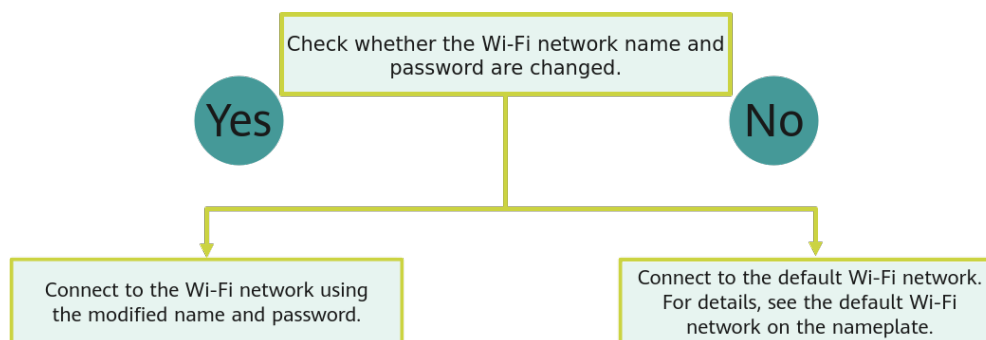 Check whether the Wi-Fi network name and
password are changed.
Yes
No
Connect to the Wi-Fi network using
the modified name and password.
Connect to the default Wi-Fi network.
For details, see the default Wi-Fi
network on the nameplate.